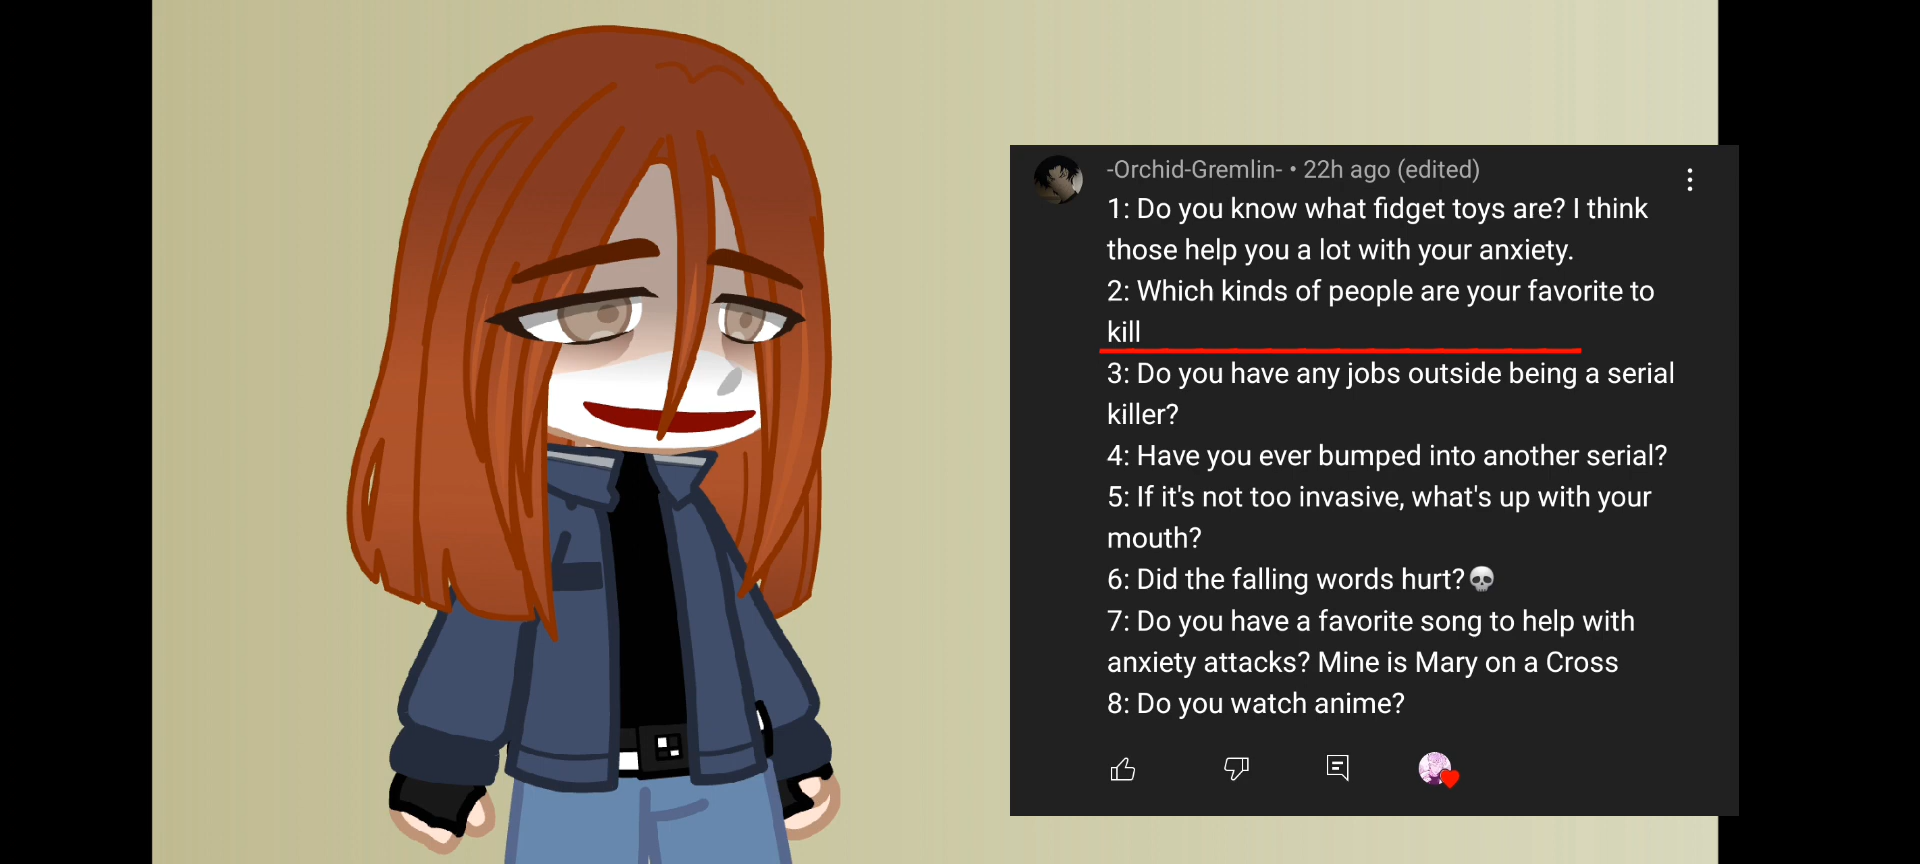 -Orchid-Gremlin- • 22h ago (edited)
1: Do you know what fidget toys are? I think
those help you a lot with your anxiety.
2: Which kinds of people are your favorite to
kill
3: Do you have any jobs outside being a serial
killer?
4: Have you ever bumped into another serial?
5: If it's not too invasive, what's up with your
mouth?
6: Did the falling words hurt?💀
7: Do you have a favorite song to help with
anxiety attacks? Mine is Mary on a Cross
8: Do you watch anime?